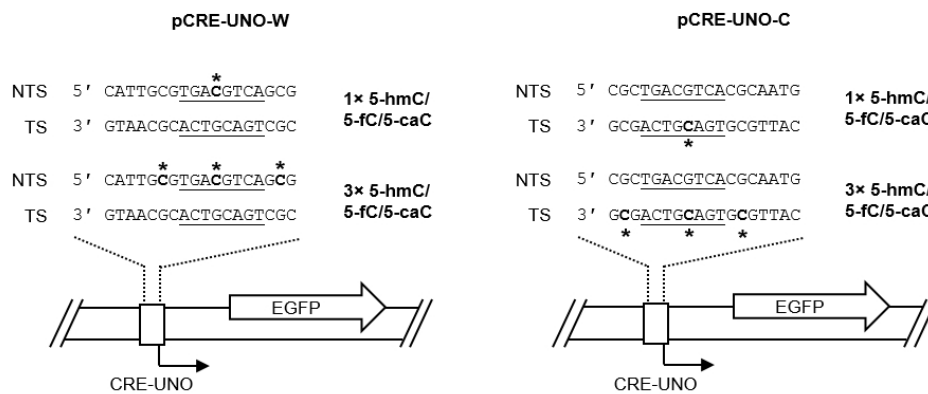 pCRE-UNO-W
*
NTS 5′ CATTGCGTGACGTCAGCG
TS 3′ GTAACGCACTGCAGTCGC
1× 5-hmC/
5-fC/5-caC
* * *
NTS 5′ CATTGCGTGACGTCAGCG
TS 3′ GTAACGCACTGCAGTCGC
3× 5-hmC/
5-fC/5-caC
EGFP
CRE-UNO
pCRE-UNO-C
NTS 5′ CGCTGACGTCACGCAATG
TS 3′ GCGACTGCAGTGCGTTAC
*
1× 5-hmC/
5-fC/5-caC
NTS 5′ CGCTGACGTCACGCAATG
TS 3′ GCGACTGCAGTGCGTTAC
* * *
3× 5-hmC/
5-fC/5-caC
EGFP
CRE-UNO